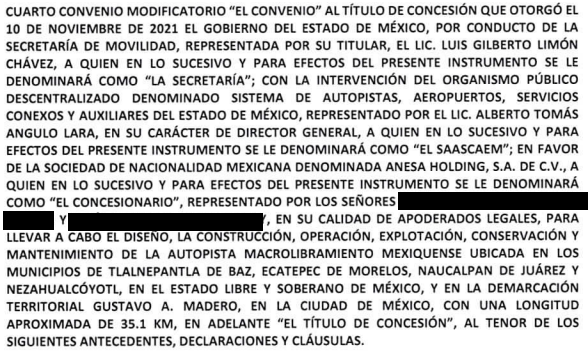 CUARTO CONVENIO MODIFICATORIO “EL CONVENIO” AL TÍTULO DE CONCESIÓN QUE OTORGÓ EL
10 DE NOVIEMBRE DE 2021 EL GOBIERNO DEL ESTADO DE MÉXICO, POR CONDUCTO DE LA
SECRETARÍA DE MOVILIDAD, REPRESENTADA POR SU TITULAR, EL LIC. LUIS GILBERTO LIMÓN
CHÁVEZ, A QUIEN EN LO SUCESIVO Y PARA EFECTOS DEL PRESENTE INSTRUMENTO SE LE
DENOMINARÁ COMO “LA SECRETARÍA”; CON LA INTERVENCIÓN DEL ORGANISMO PÚBLICO
DESCENTRALIZADO DENOMINADO SISTEMA DE AUTOPISTAS, AEROPUERTOS, SERVICIOS
CONEXOS Y AUXILIARES DEL ESTADO DE MÉXICO, REPRESENTADO POR EL LIC. ALBERTO TOMÁS
ANGULO LARA, EN SU CARÁCTER DE DIRECTOR GENERAL, A QUIEN EN LO SUCESIVO Y PARA
EFECTOS DEL PRESENTE INSTRUMENTO SE LE DENOMINARÁ COMO “EL SAASCAEM”; EN FAVOR
DE LA SOCIEDAD DE NACIONALIDAD MEXICANA DENOMINADA ANESA HOLDING, S.A. DE C.V., A
QUIEN EN LO SUCESIVO Y PARA EFECTOS DEL PRESENTE INSTRUMENTO SE LE DENOMINARÁ
COMO “EL CONCESIONARIO”, REPRESENTADO POR LOS SEÑORES
Y , EN SU CALIDAD DE APODERADOS LEGALES, PARA
LLEVAR A CABO EL DISEÑO, LA CONSTRUCCIÓN, OPERACIÓN, EXPLOTACIÓN, CONSERVACIÓN Y
MANTENIMIENTO DE LA AUTOPISTA MACROLIBRAMIENTO MEXIQUENSE UBICADA EN LOS
MUNICIPIOS DE TLALNEPANTLA DE BAZ, ECATEPEC DE MORELOS, NAUCALPAN DE JUÁREZ Y
NEZAHUALCÓYOTL, EN EL ESTADO LIBRE Y SOBERANO DE MÉXICO, Y EN LA DEMARCACIÓN
TERRITORIAL GUSTAVO A. MADERO, EN LA CIUDAD DE MÉXICO, CON UNA LONGITUD
APROXIMADA DE 35.1 KM, EN ADELANTE “EL TÍTULO DE CONCESIÓN”, AL TENOR DE LOS
SIGUIENTES ANTECEDENTES, DECLARACIONES Y CLÁUSULAS.